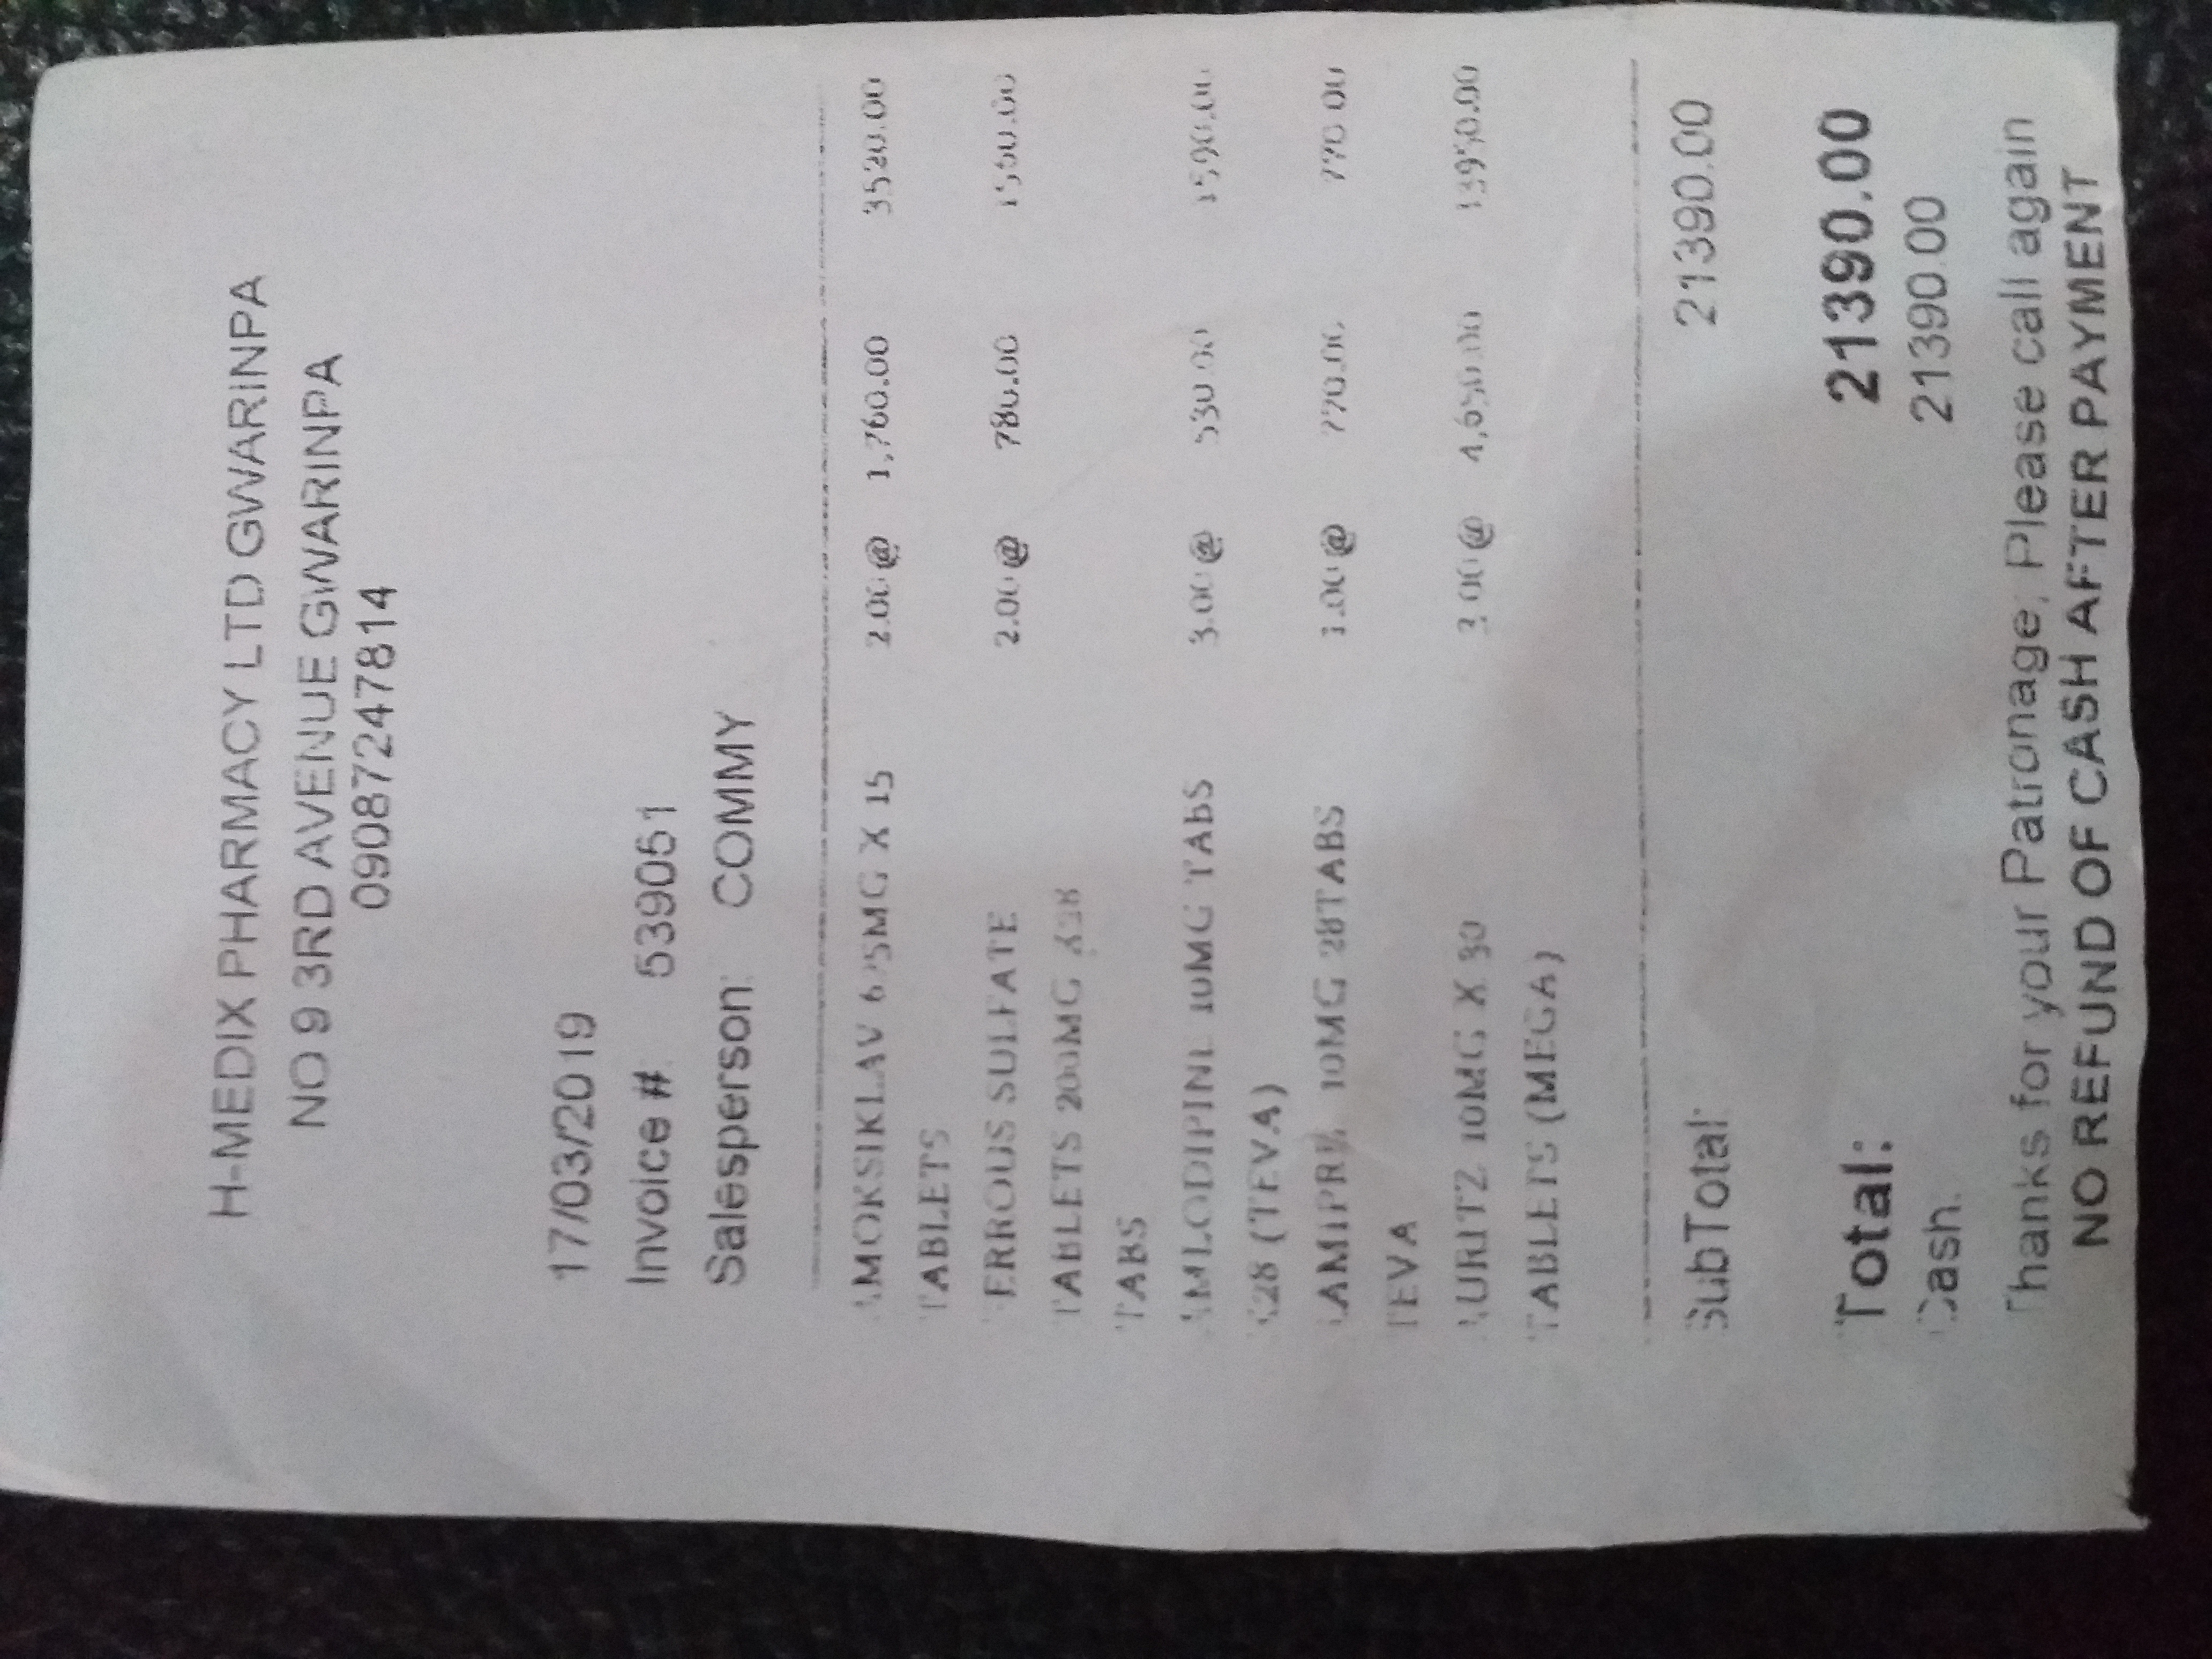 H-MEDIX PHARMACY LTD GWARINPA
NO 9 3RD AVENUE GWARINPA
09087247814
17/03/2019
Invoice # 539051
Salesperson: COMMY
AMOKSIKLAV 625MG X 15 2.00 @ 1,760.00 3520.00
TABLETS
FERROUS SULFATE 2.00 @ 780.00 1560.00
TABLETS 200MG X28
TABS
AMLODIPINE 10MG TABS 3.00 @ 530.00 1590.00
X28 (TEVA)
10MG 28TABS 1.00 @ 770.00 770.00
TEVA
AURITZ 10MG X 30 3.00 @ 4,650.00 13950.00
TABLETS (MEGA)
SubTotal: 21390.00
Total: 21390.00
Cash: 21390.00
Thanks for your Patronage, Please call again
NO REFUND OF CASH AFTER PAYMENT